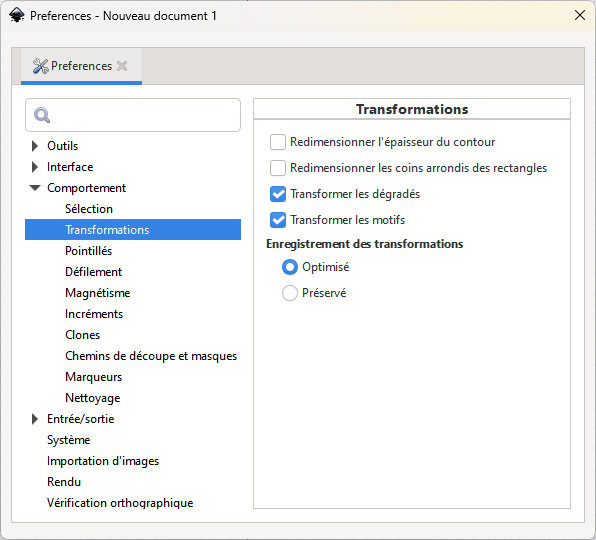 Preferences - Nouveau document 1
Preferences
Outils
Interface
Comportement
Sélection
Transformations
Pointillés
Défilement
Magnétisme
Incréments
Clones
Chemins de découpe et masques
Marqueurs
Nettoyage
Entrée/sortie
Système
Importation d'images
Rendu
Vérification orthographique
Transformations
Redimensionner l'épaisseur du contour
Redimensionner les coins arrondis des rectangles
Transformer les dégradés
Transformer les motifs
Enregistrement des transformations
Optimisé
Préservé